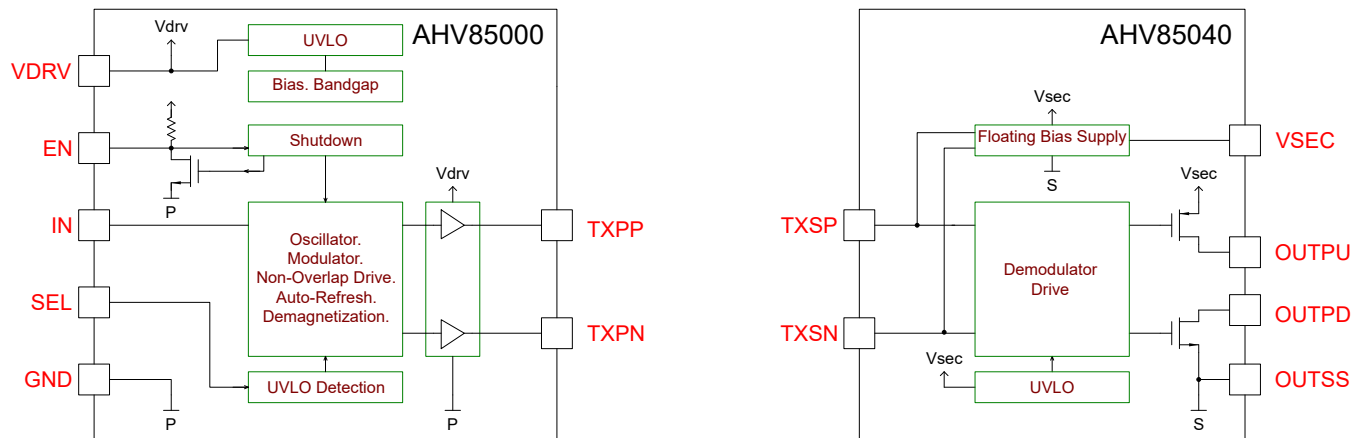 AHV85000
Vdrv
UVLO
VDRV
Bias. Bandgap
EN
Shutdown
P
Vdrv
IN
TXPP
Oscillator.
Modulator.
Non-Overlap Drive.
Auto-Refresh.
Demagnetization.
SEL
TXPN
GND
UVLO Detection
P
P
AHV85040
Vsec
Floating Bias Supply
VSEC
S
Vsec
TXSP
OUTPU
Demodulator
Drive
OUTPD
TXSN
Vsec
UVLO
OUTSS
S